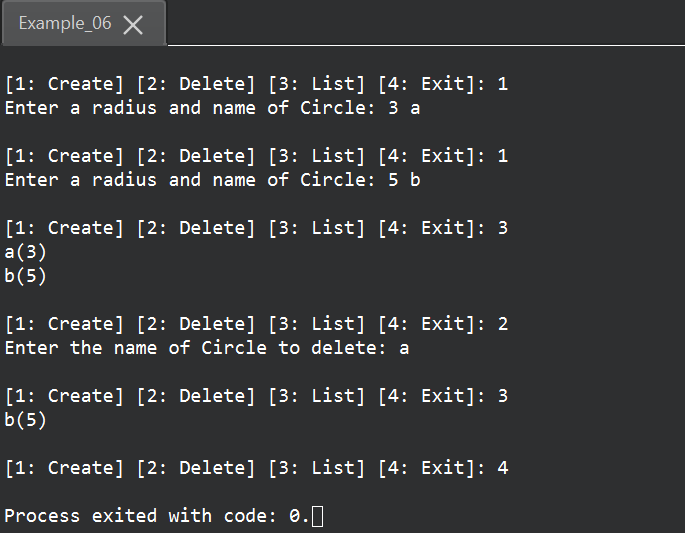 Example_06
[1: Create] [2: Delete] [3: List] [4: Exit]: 1
Enter a radius and name of Circle: 3 a
[1: Create] [2: Delete] [3: List] [4: Exit]: 1
Enter a radius and name of Circle: 5 b
[1: Create] [2: Delete] [3: List] [4: Exit]: 3
a(3)
b(5)
[1: Create] [2: Delete] [3: List] [4: Exit]: 2
Enter the name of Circle to delete: a
[1: Create] [2: Delete] [3: List] [4: Exit]: 3
b(5)
[1: Create] [2: Delete] [3: List] [4: Exit]: 4
Process exited with code: 0.